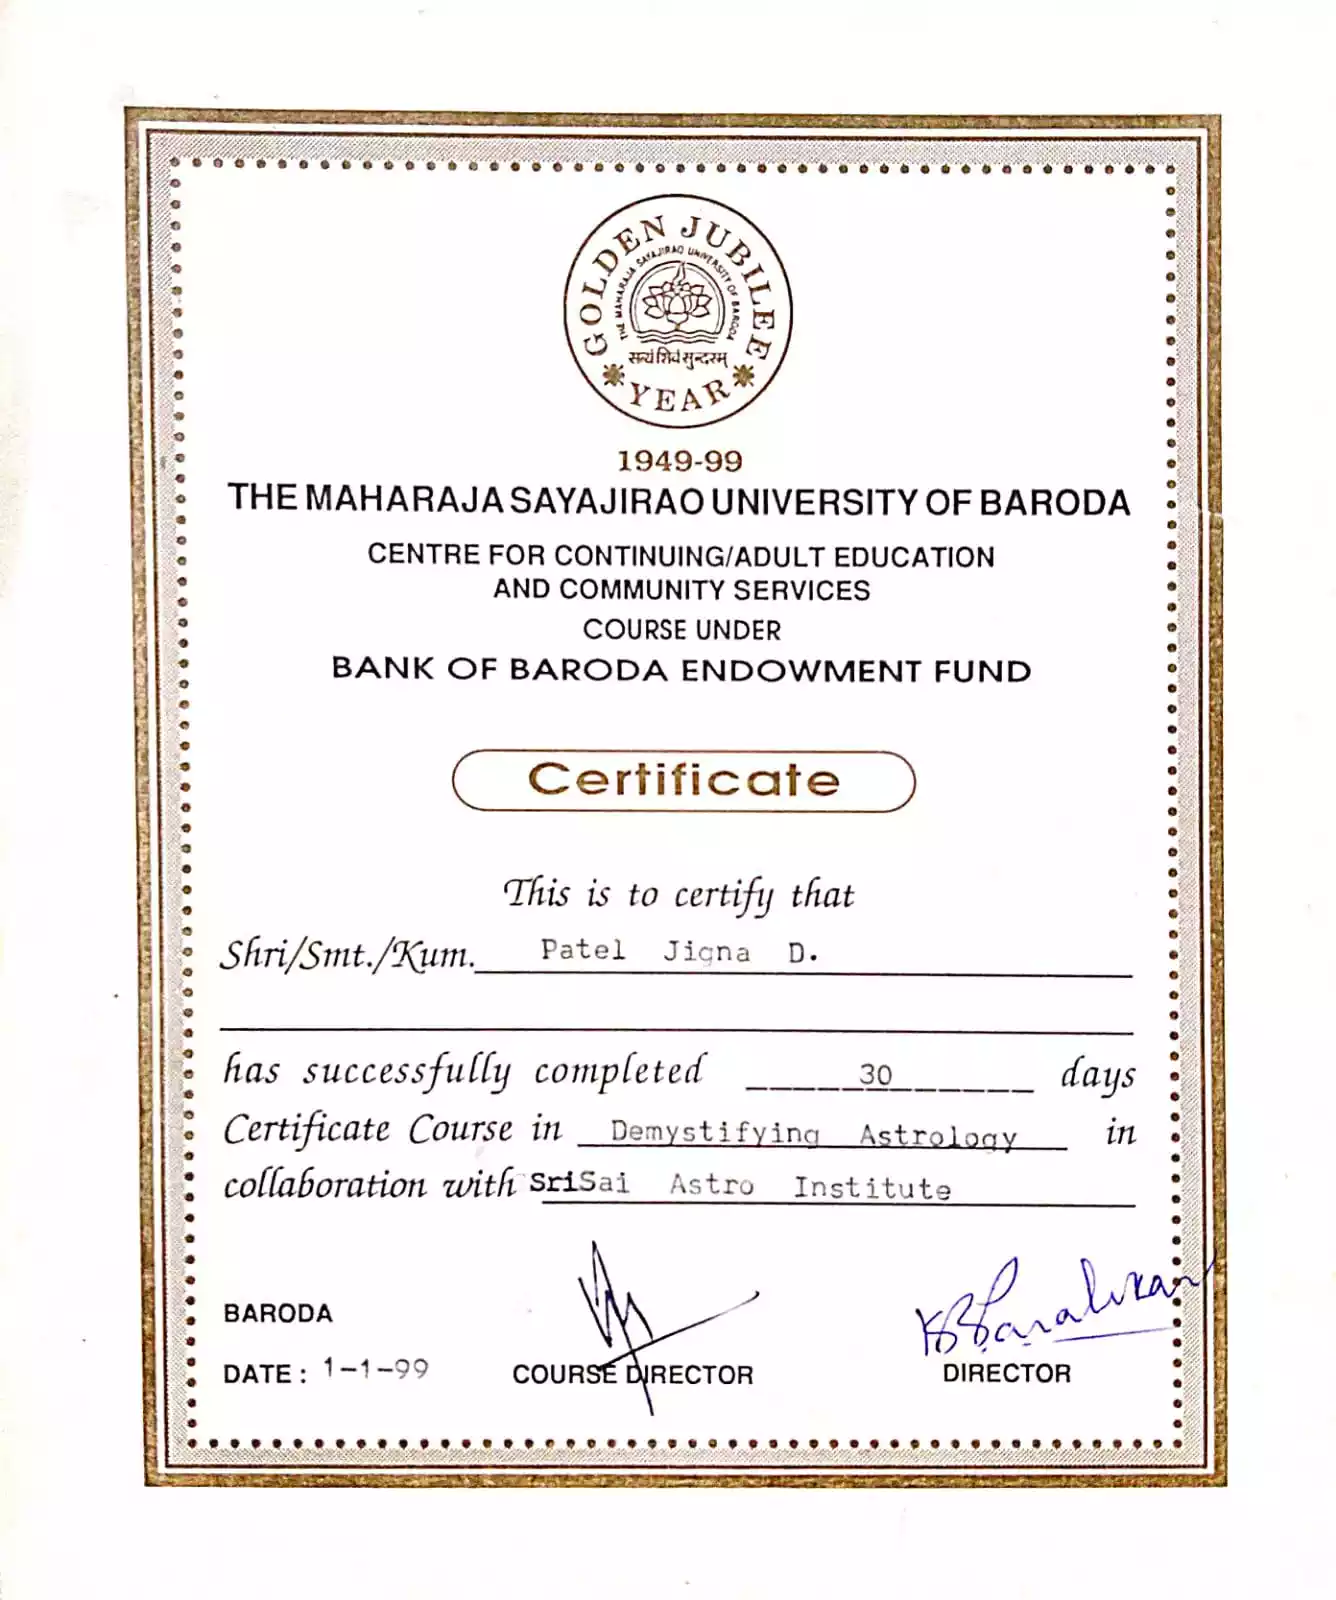 GOLDEN JUBILEE
THE MAHARAJA SAYAJIRAO UNIVERSITY OF BARODA
सत्यं शिवं सुन्दरम्
YEAR
1949-99
THE MAHARAJA SAYAJIRAO UNIVERSITY OF BARODA
CENTRE FOR CONTINUING/ADULT EDUCATION
AND COMMUNITY SERVICES
COURSE UNDER
BANK OF BARODA ENDOWMENT FUND
Certificate
This is to certify that
Shri/Smt./Kum. Patel Jigna D.
has successfully completed 30 days
Certificate Course in Demystifying Astrology in
collaboration with SriSai Astro Institute
BARODA
DATE : 1-1-99 COURSE DIRECTOR DIRECTOR